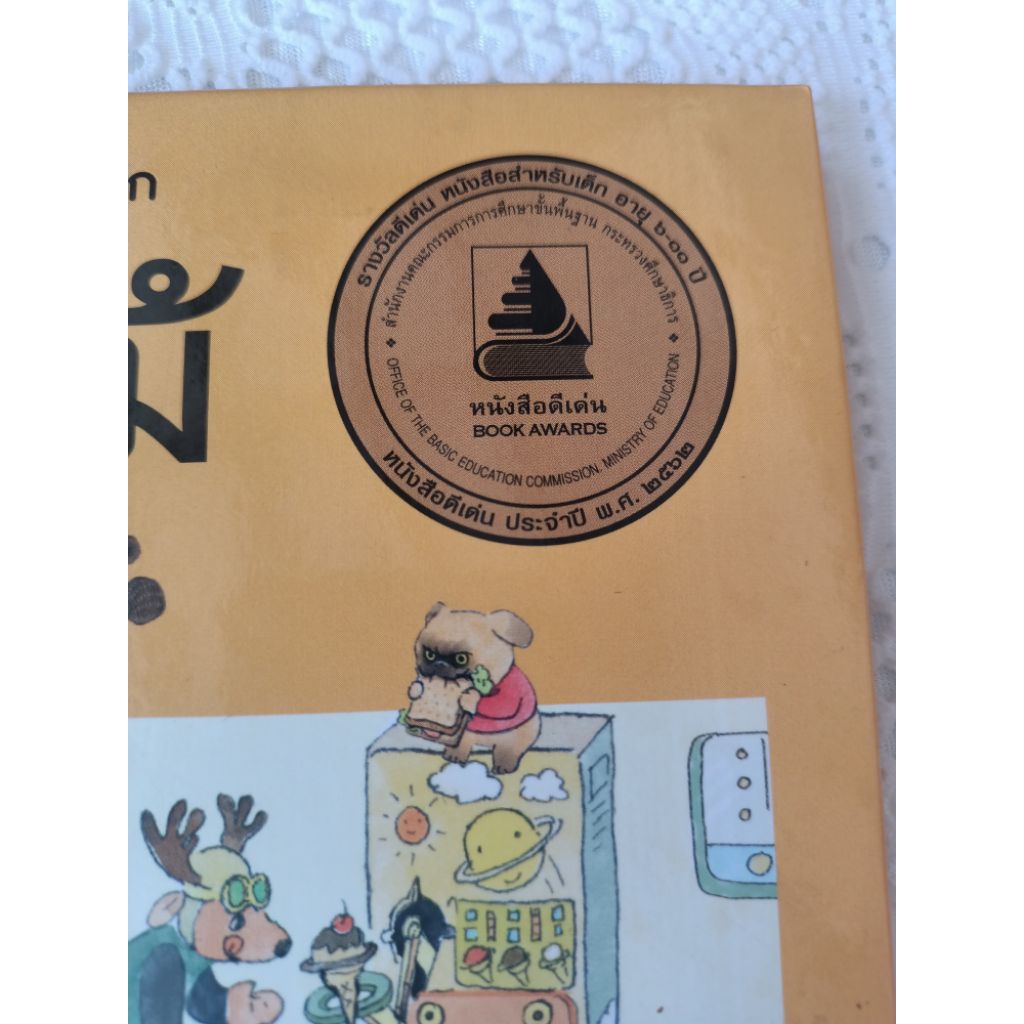 รางวัลดีเด่น หนังสือสำหรับเด็ก อายุ ๖-๑๑ ปี
❖ สำนักงานคณะกรรมการการศึกษาขั้นพื้นฐาน กระทรวงศึกษาธิการ ❖
หนังสือดีเด่น
BOOK AWARDS
OFFICE OF THE BASIC EDUCATION COMMISSION. MINISTRY OF EDUCATION
หนังสือดีเด่น ประจำปี พ.ศ. ๒๕๖๒